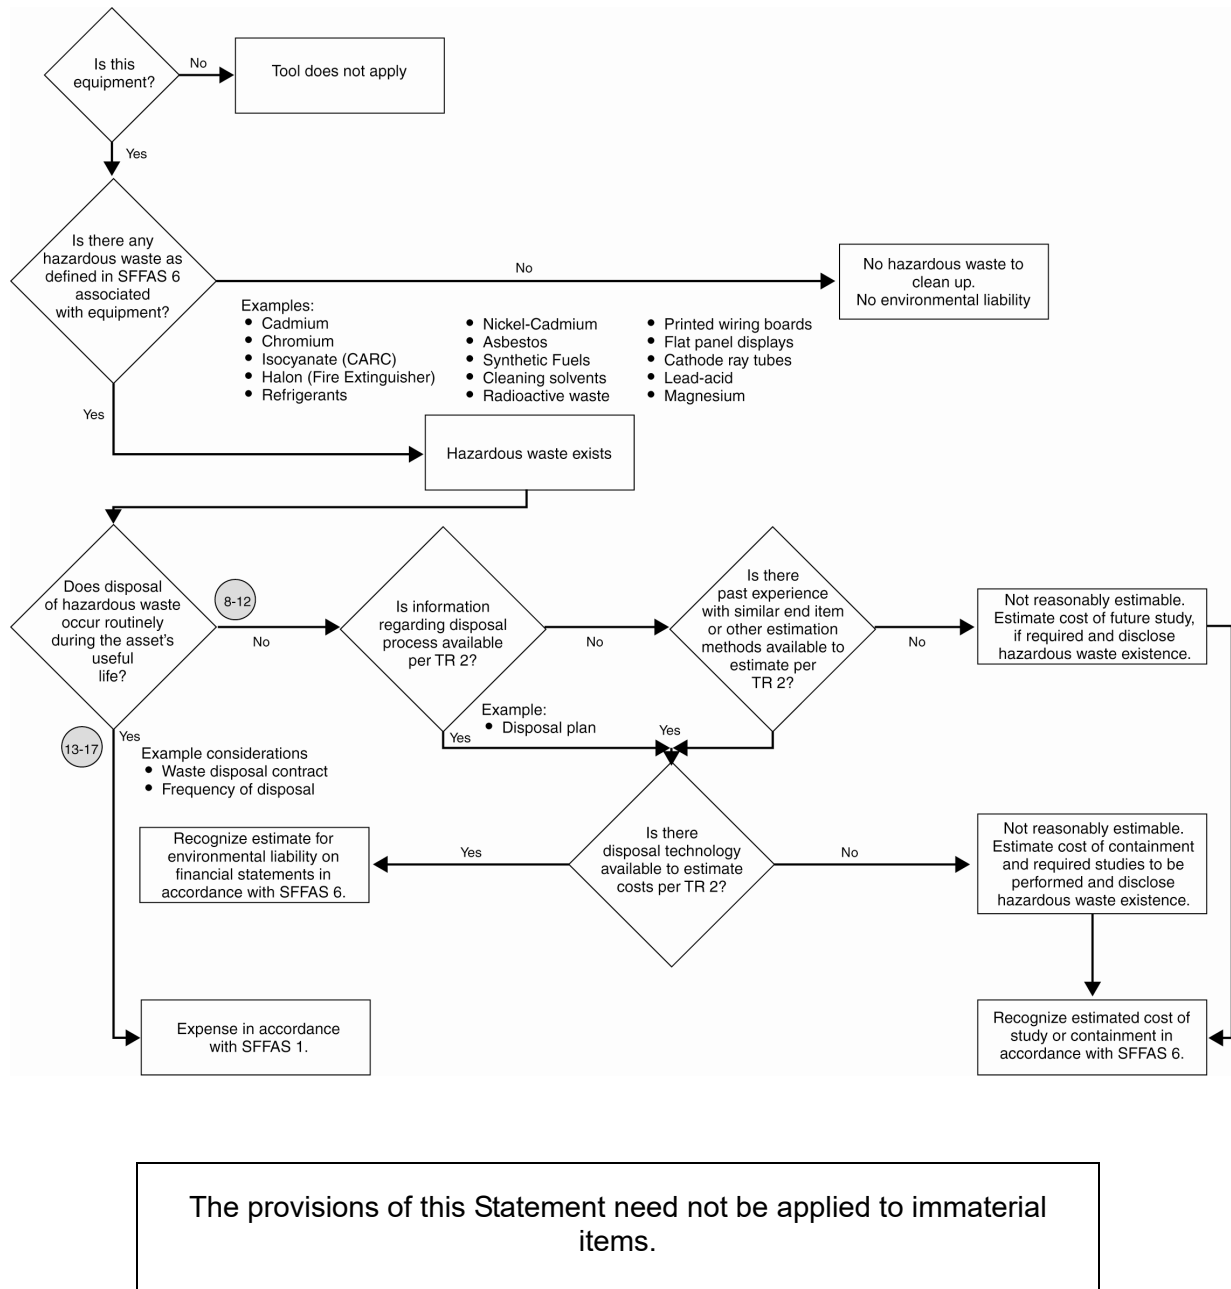 Is this
equipment?
No
Tool does not apply
Yes
Is there any
hazardous waste as
defined in SFFAS 6
associated
with equipment?
No
No hazardous waste to
clean up.
No environmental liability
Examples:
• Cadmium
• Chromium
• Isocyanate (CARC)
• Halon (Fire Extinguisher)
• Refrigerants
• Nickel-Cadmium
• Asbestos
• Synthetic Fuels
• Cleaning solvents
• Radioactive waste
• Printed wiring boards
• Flat panel displays
• Cathode ray tubes
• Lead-acid
• Magnesium
Yes
Hazardous waste exists
Does disposal
of hazardous waste
occur routinely
during the asset's
useful
life?
8-12
No
Is information
regarding disposal
process available
per TR 2?
No
Is there
past experience
with similar end item
or other estimation
methods available to
estimate per
TR 2?
No
Not reasonably estimable.
Estimate cost of future study,
if required and disclose
hazardous waste existence.
Example:
• Disposal plan
Yes
Yes
13-17
Yes
Example considerations
• Waste disposal contract
• Frequency of disposal
Recognize estimate for
environmental liability on
financial statements in
accordance with SFFAS 6.
Yes
Is there
disposal technology
available to estimate
costs per TR 2?
No
Not reasonably estimable.
Estimate cost of containment
and required studies to be
performed and disclose
hazardous waste existence.
Expense in accordance
with SFFAS 1.
Recognize estimated cost of
study or containment in
accordance with SFFAS 6.
The provisions of this Statement need not be applied to immaterial
items.